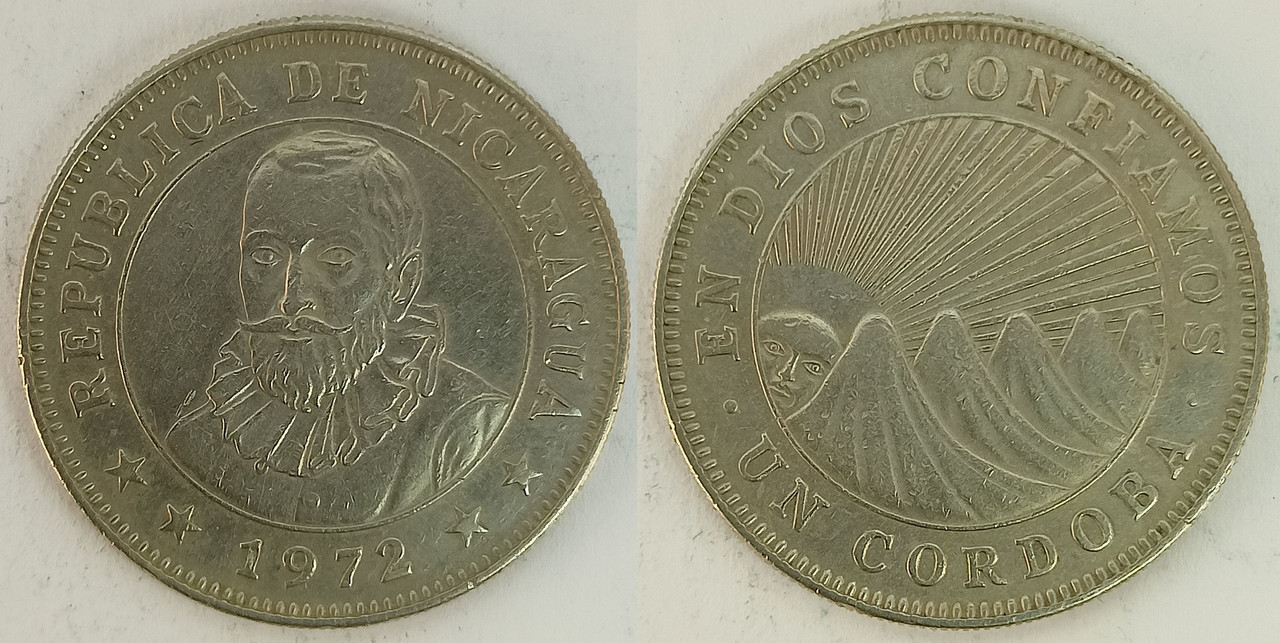 REPUBLICA DE NICARAGUA
1972
EN DIOS CONFIAMOS
UN CORDOBA